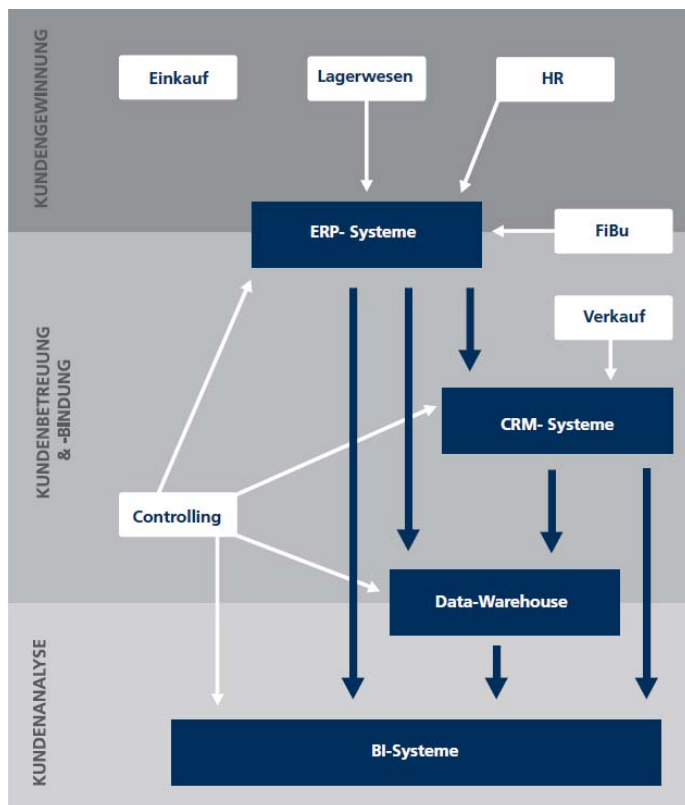 KUNDENGEWINNUNG
Einkauf
Lagerwesen
HR
ERP- Systeme
FiBu
KUNDENBETREUUNG
& -BINDUNG
Verkauf
CRM- Systeme
Controlling
Data-Warehouse
KUNDENANALYSE
BI-Systeme